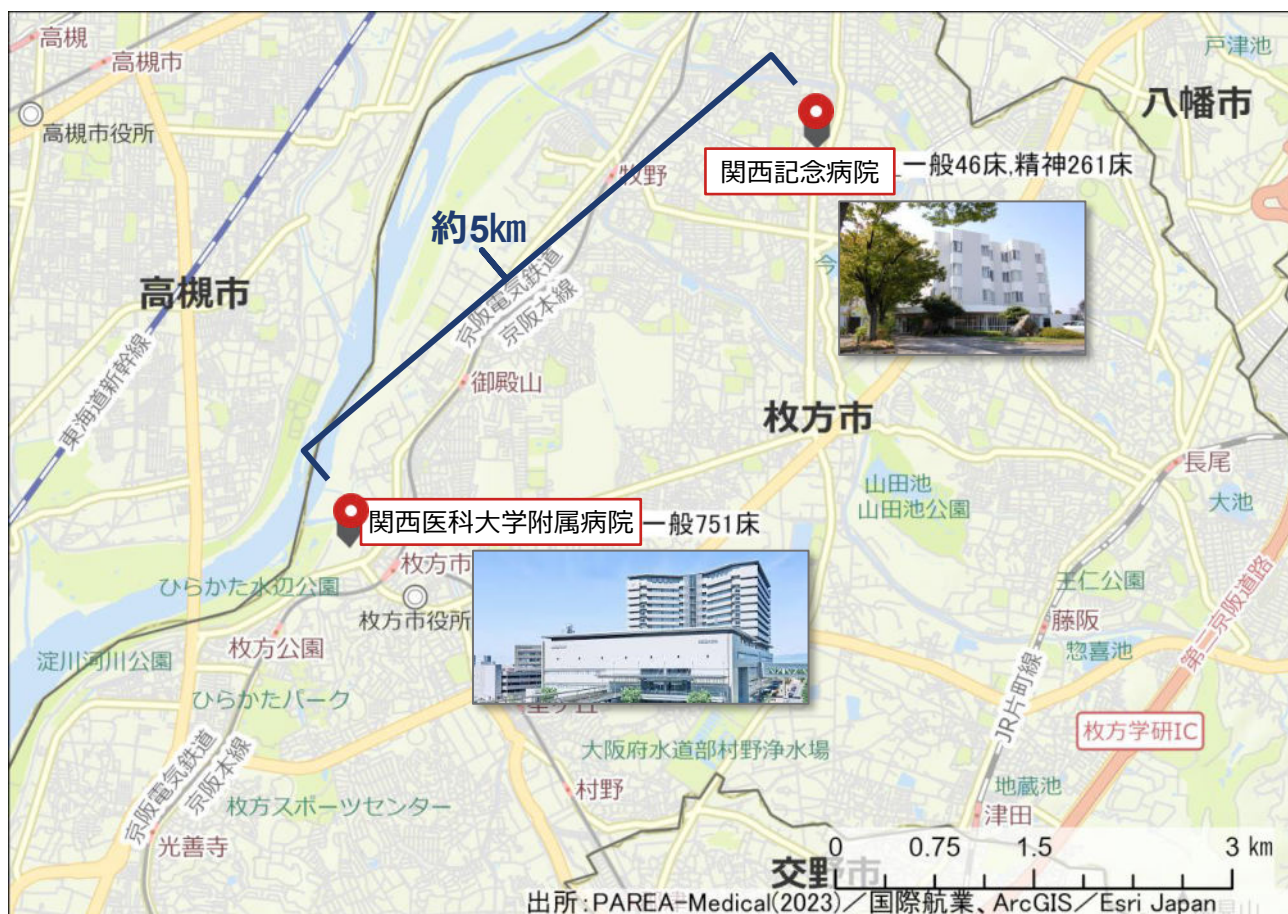 高槻
高槻市
戸津池
八幡市
高槻市役所
関西記念病院
一般46床,精神261床
牧野
約5㎞
今
高槻市
京阪電気鉄道
京阪本線
東海道新幹線
御殿山
枚方市
長尾
山田池
山田池公園
大池
関西医科大学附属病院
一般751床
枚方市
ひらかた水辺公園
王仁公園
枚方市役所
藤阪
枚方公園
惣喜池
第二京阪道路
淀川河川公園
ひらかたパーク
星ヶ丘
JR片町線
枚方学研IC
大阪府水道部村野浄水場
京阪電気鉄道
京阪本線
村野
地蔵池
枚方スポーツセンター
津田
光善寺
0 0.75 1.5 3 km
交野市
出所:PAREA-Medical(2023)／国際航業、ArcGIS／Esri Japan